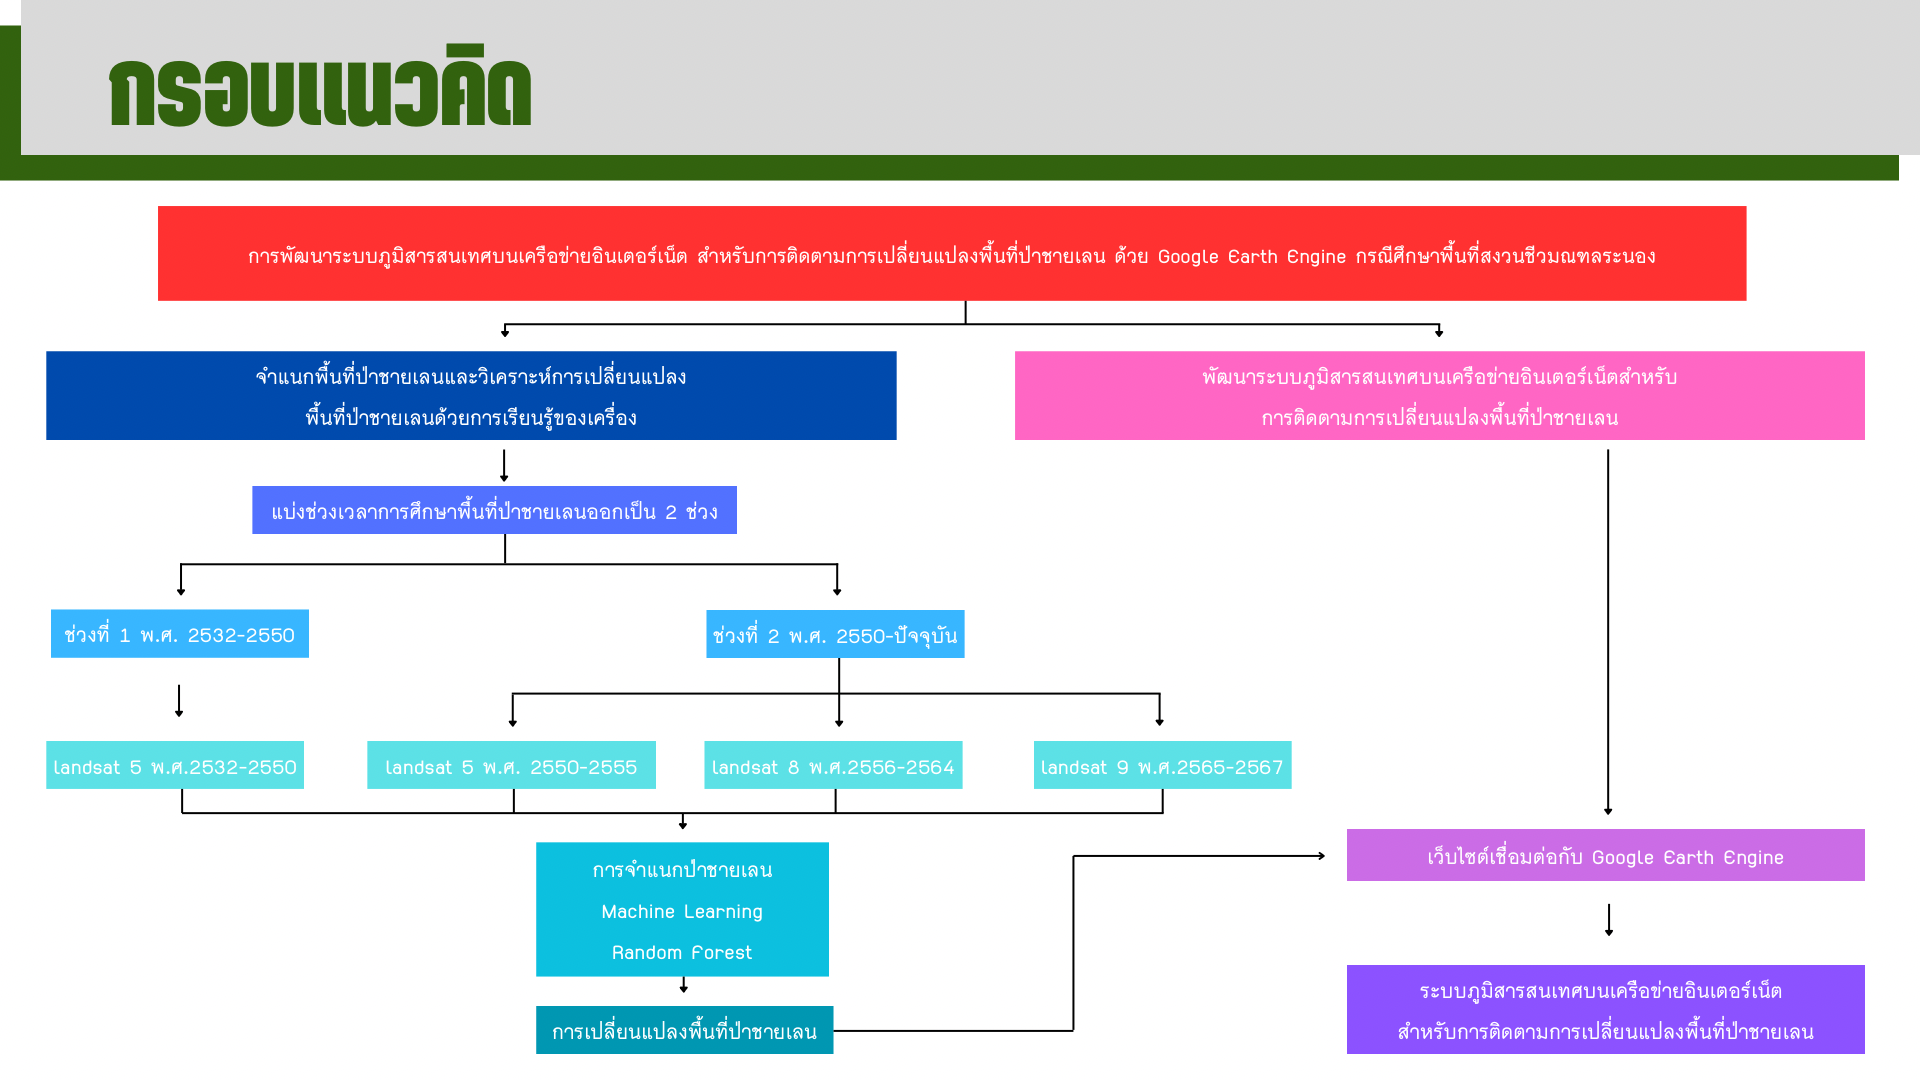 กรอบแนวคิด
การพัฒนาระบบภูมิสารสนเทศบนเครือข่ายอินเตอร์เน็ต สำหรับการติดตามการเปลี่ยนแปลงพื้นที่ป่าชายเลน ด้วย Google Earth Engine กรณีศึกษาพื้นที่สงวนชีวมณฑลระนอง
จำแนกพื้นที่ป่าชายเลนและวิเคราะห์การเปลี่ยนแปลง
พื้นที่ป่าชายเลนด้วยการเรียนรู้ของเครื่อง
พัฒนาระบบภูมิสารสนเทศบนเครือข่ายอินเตอร์เน็ตสำหรับ
การติดตามการเปลี่ยนแปลงพื้นที่ป่าชายเลน
แบ่งช่วงเวลาการศึกษาพื้นที่ป่าชายเลนออกเป็น 2 ช่วง
ช่วงที่ 1 พ.ศ. 2532-2550
ช่วงที่ 2 พ.ศ. 2550-ปัจจุบัน
landsat 5 พ.ศ.2532-2550
landsat 5 พ.ศ. 2550-2555
landsat 8 พ.ศ.2556-2564
landsat 9 พ.ศ.2565-2567
การจำแนกป่าชายเลน
Machine Learning
Random Forest
การเปลี่ยนแปลงพื้นที่ป่าชายเลน
เว็บไซต์เชื่อมต่อกับ Google Earth Engine
ระบบภูมิสารสนเทศบนเครือข่ายอินเตอร์เน็ต
สำหรับการติดตามการเปลี่ยนแปลงพื้นที่ป่าชายเลน